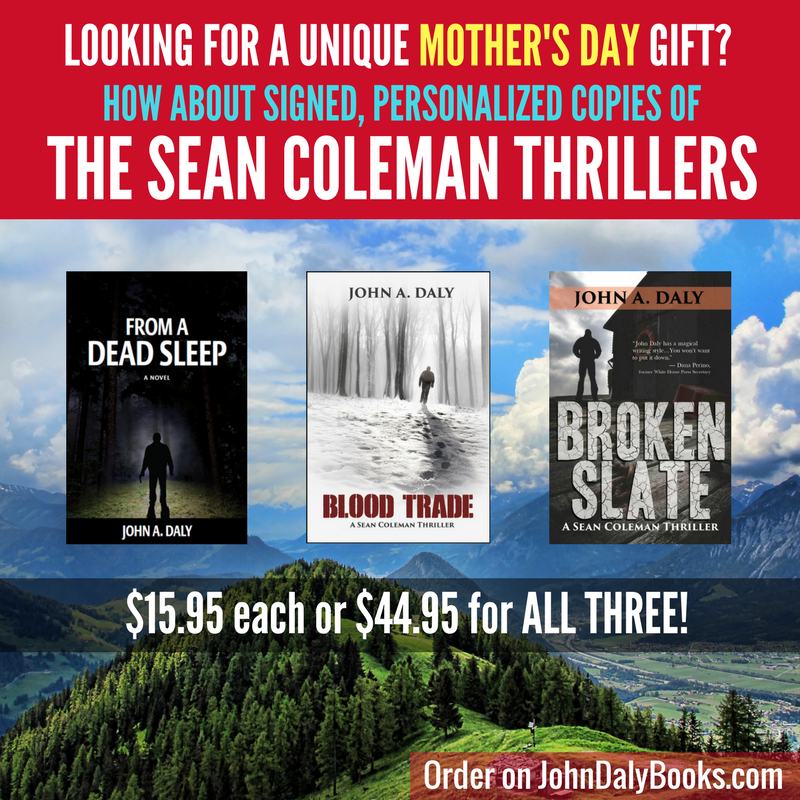 LOOKING FOR A UNIQUE MOTHER'S DAY GIFT?
HOW ABOUT SIGNED, PERSONALIZED COPIES OF
THE SEAN COLEMAN THRILLERS
FROM A
DEAD SLEEP
A NOVEL
JOHN A. DALY
JOHN A. DALY
BLOOD TRADE
A SEAN COLEMAN THRILLER
JOHN A. DALY
"John Daly has a magical
writing style...You won't want
to put it down."
— Dana Perino,
Former White House Press Secretary
BROKEN
SLATE
A SEAN COLEMAN THRILLER
$15.95 each or $44.95 for ALL THREE!
Order on JohnDalyBooks.com